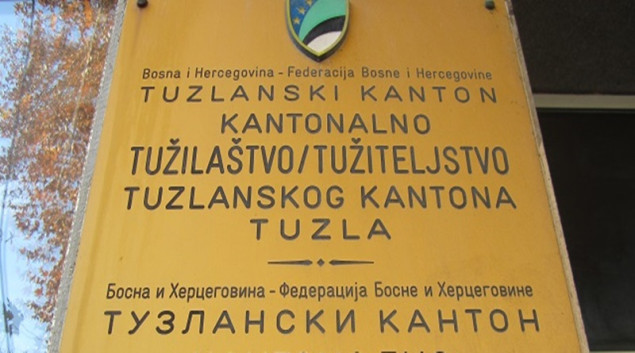 Bosna i Hercegovina - Federacija Bosne i Hercegovine
TUZLANSKI KANTON
KANTONALNO
TUŽILAŠTVO/TUŽITELJSTVO
TUZLANSKOG KANTONA
TUZLA
Босна и Херцеговина - Федерација Босне и Херцеговине
ТУЗЛАНСКИ КАНТОН